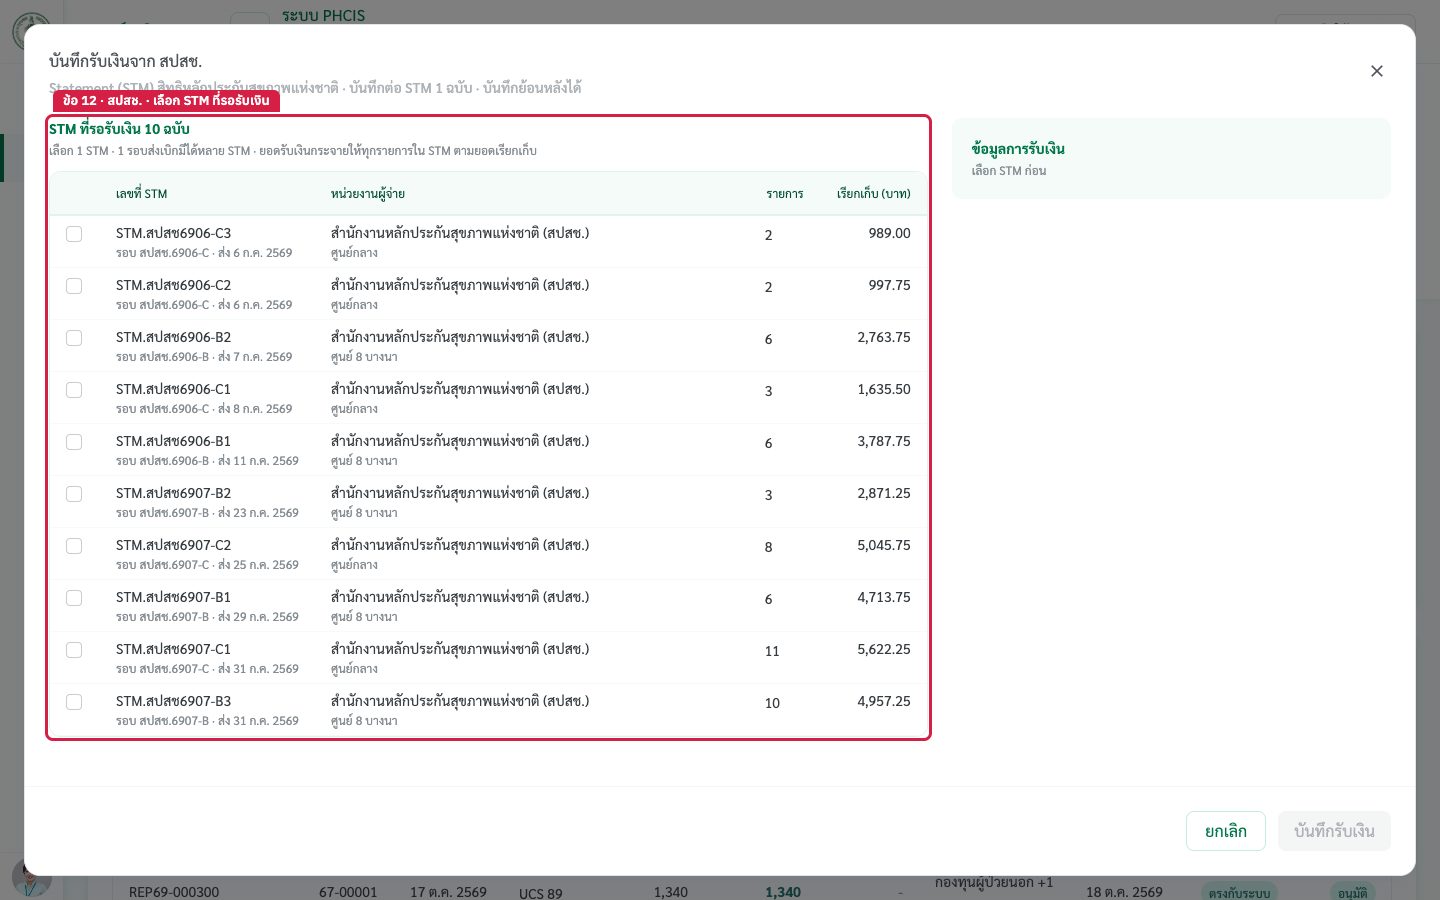 ระบบ PHCIS
บันทึกรับเงินจาก สปสช.
Statement (STM) สิทธิหลักประกันสุขภาพแห่งชาติ · บันทึกต่อ STM 1 ฉบับ · บันทึกย้อนหลังได้
ข้อ 12 · สปสช. · เลือก STM ที่รอรับเงิน
STM ที่รอรับเงิน 10 ฉบับ
เลือก 1 STM · 1 รอบส่งเบิกมีได้หลาย STM · ยอดรับเงินกระจายให้ทุกรายการใน STM ตามยอดเรียกเก็บ
เลขที่ STM หน่วยงานผู้จ่าย รายการ เรียกเก็บ (บาท)
STM.สปสช6906-C3 สำนักงานหลักประกันสุขภาพแห่งชาติ (สปสช.) 2 989.00
รอบ สปสช.6906-C · ส่ง 6 ก.ค. 2569 ศูนย์กลาง
STM.สปสช6906-C2 สำนักงานหลักประกันสุขภาพแห่งชาติ (สปสช.) 2 997.75
รอบ สปสช.6906-C · ส่ง 6 ก.ค. 2569 ศูนย์กลาง
STM.สปสช6906-B2 สำนักงานหลักประกันสุขภาพแห่งชาติ (สปสช.) 6 2,763.75
รอบ สปสช.6906-B · ส่ง 7 ก.ค. 2569 ศูนย์ 8 บางนา
STM.สปสช6906-C1 สำนักงานหลักประกันสุขภาพแห่งชาติ (สปสช.) 3 1,635.50
รอบ สปสช.6906-C · ส่ง 8 ก.ค. 2569 ศูนย์กลาง
STM.สปสช6906-B1 สำนักงานหลักประกันสุขภาพแห่งชาติ (สปสช.) 6 3,787.75
รอบ สปสช.6906-B · ส่ง 11 ก.ค. 2569 ศูนย์ 8 บางนา
STM.สปสช6907-B2 สำนักงานหลักประกันสุขภาพแห่งชาติ (สปสช.) 3 2,871.25
รอบ สปสช.6907-B · ส่ง 23 ก.ค. 2569 ศูนย์ 8 บางนา
STM.สปสช6907-C2 สำนักงานหลักประกันสุขภาพแห่งชาติ (สปสช.) 8 5,045.75
รอบ สปสช.6907-C · ส่ง 25 ก.ค. 2569 ศูนย์กลาง
STM.สปสช6907-B1 สำนักงานหลักประกันสุขภาพแห่งชาติ (สปสช.) 6 4,713.75
รอบ สปสช.6907-B · ส่ง 29 ก.ค. 2569 ศูนย์ 8 บางนา
STM.สปสช6907-C1 สำนักงานหลักประกันสุขภาพแห่งชาติ (สปสช.) 11 5,622.25
รอบ สปสช.6907-C · ส่ง 31 ก.ค. 2569 ศูนย์กลาง
STM.สปสช6907-B3 สำนักงานหลักประกันสุขภาพแห่งชาติ (สปสช.) 10 4,957.25
รอบ สปสช.6907-B · ส่ง 31 ก.ค. 2569 ศูนย์ 8 บางนา
ข้อมูลการรับเงิน
เลือก STM ก่อน
ยกเลิก บันทึกรับเงิน
REP69-000300 67-00001 17 ต.ค. 2569 UCS 89 1,340 1,340 - กองทุนผู้ป่วยนอก +1 18 ต.ค. 2569 ตรงกับระบบ อนุมัติ